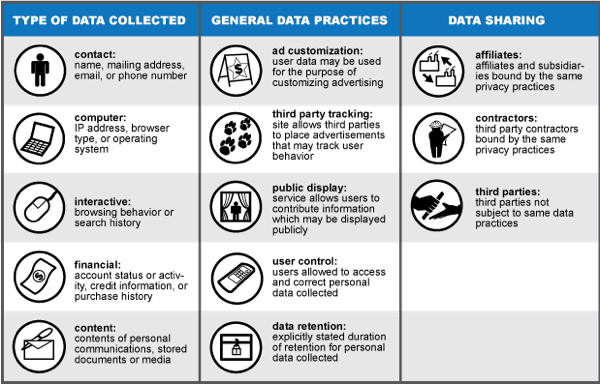 TYPE OF DATA COLLECTED
contact:
name, mailing address,
email, or phone number
computer:
IP address, browser
type, or operating
system
interactive:
browsing behavior or
search history
financial:
account status or activ-
ity, credit information, or
purchase history
content:
contents of personal
communications, stored
documents or media
GENERAL DATA PRACTICES
ad customization:
user data may be used
for the purpose of
customizing advertising
third party tracking:
site allows third parties
to place advertisements
that may track user
behavior
public display:
service allows users to
contribute information
which may be displayed
publicly
user control:
users allowed to access
and correct personal
data collected
data retention:
explicitly stated duration
of retention for personal
data collected
DATA SHARING
affiliates:
affiliates and subsidiar-
ies bound by the same
privacy practices
contractors:
third party contractors
bound by the same
privacy practices
third parties:
third parties not
subject to same data
practices